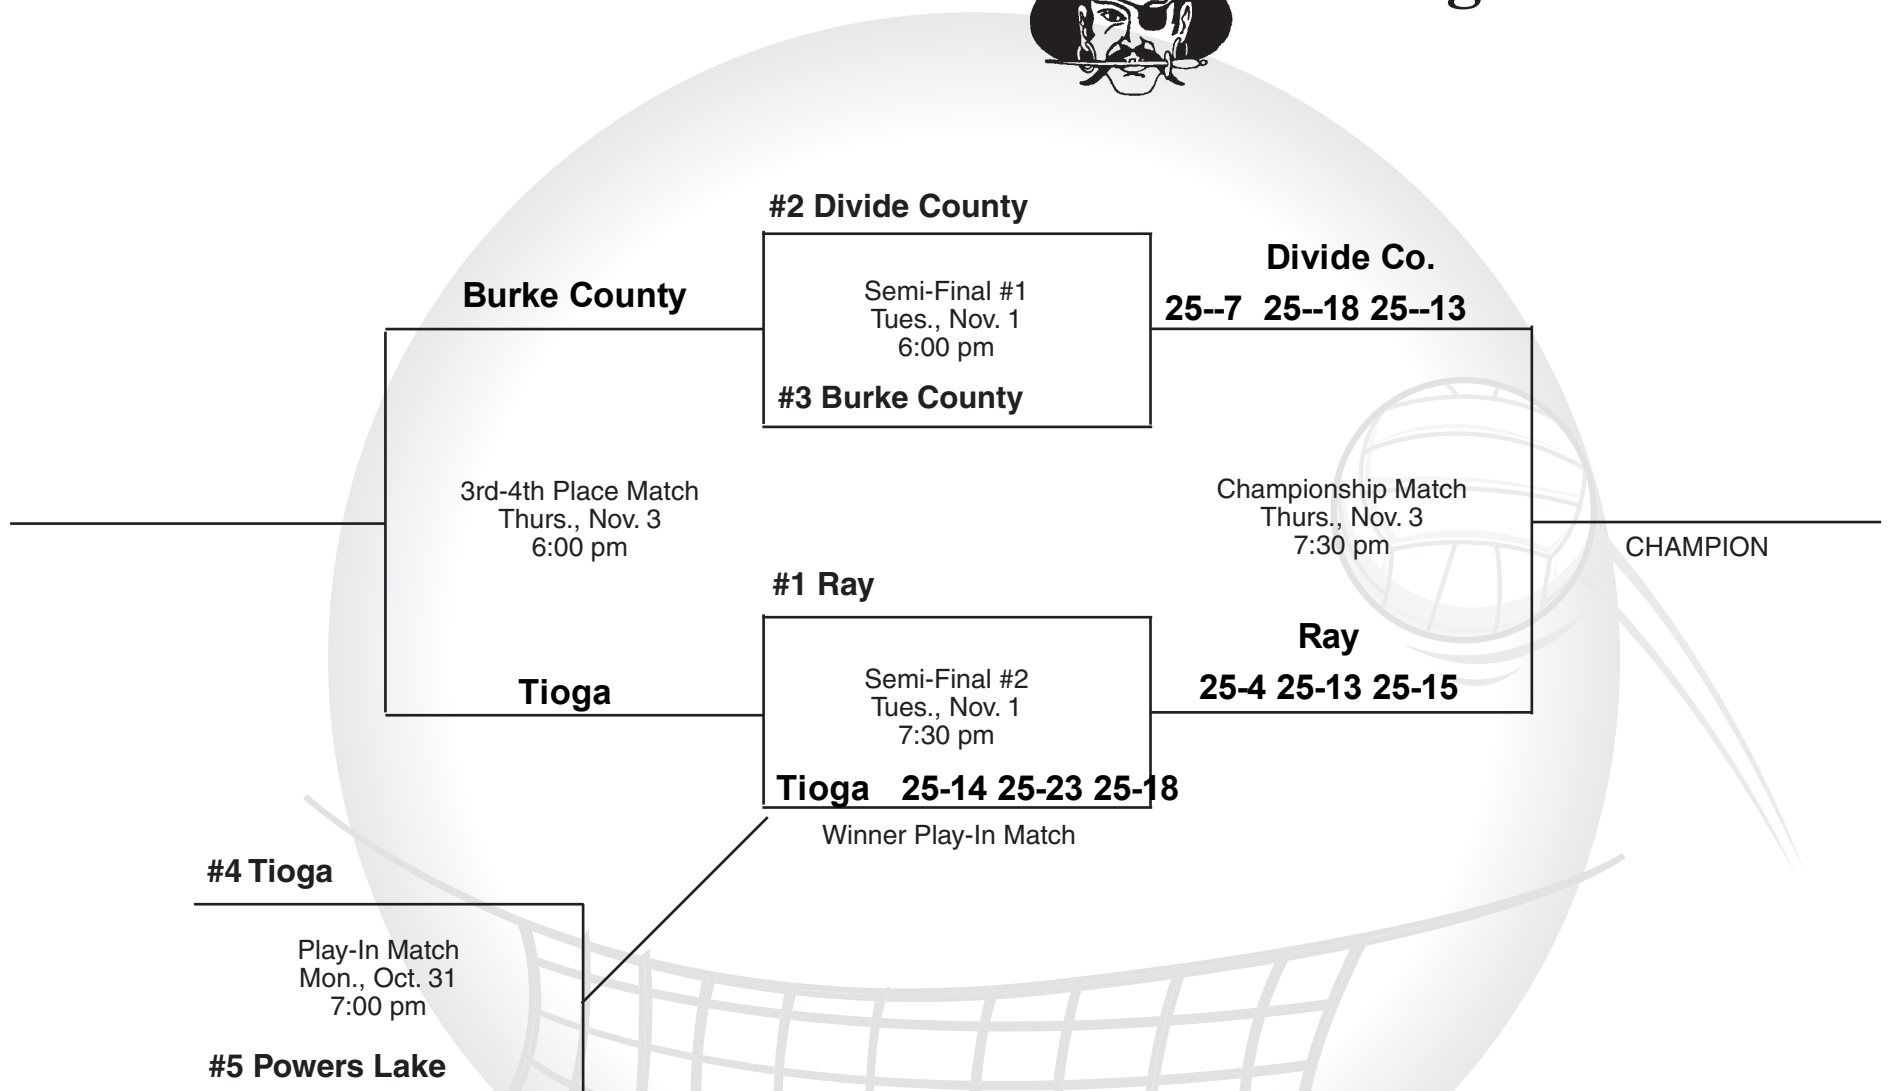 #2 Divide County
Divide Co.
Burke County
Semi-Final #1
Tues., Nov. 1
6:00 pm
25--7 25--18 25--13
#3 Burke County
3rd-4th Place Match
Thurs., Nov. 3
6:00 pm
Championship Match
Thurs., Nov. 3
7:30 pm
CHAMPION
#1 Ray
Ray
Tioga
Semi-Final #2
Tues., Nov. 1
7:30 pm
25-4 25-13 25-15
Tioga 25-14 25-23 25-18
Winner Play-In Match
#4 Tioga
Play-In Match
Mon., Oct. 31
7:00 pm
#5 Powers Lake